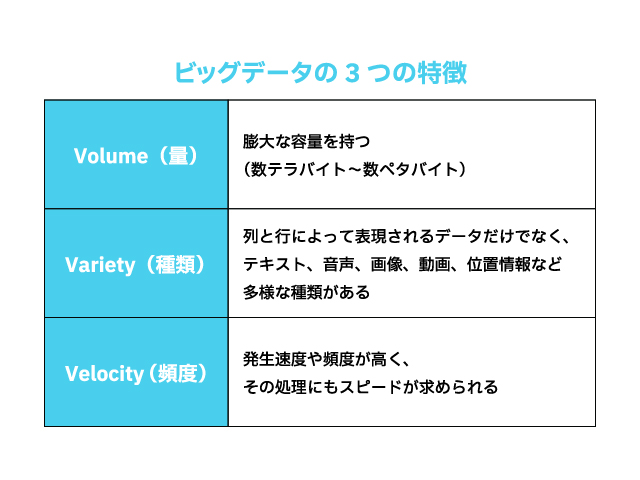 ビッグデータの 3 つの特徴
Volume（量）
膨大な容量を持つ
（数テラバイト～数ペタバイト）
Variety（種類）
列と行によって表現されるデータだけでなく、
テキスト、音声、画像、動画、位置情報など
多様な種類がある
Velocity（頻度）
発生速度や頻度が高く、
その処理にもスピードが求められる